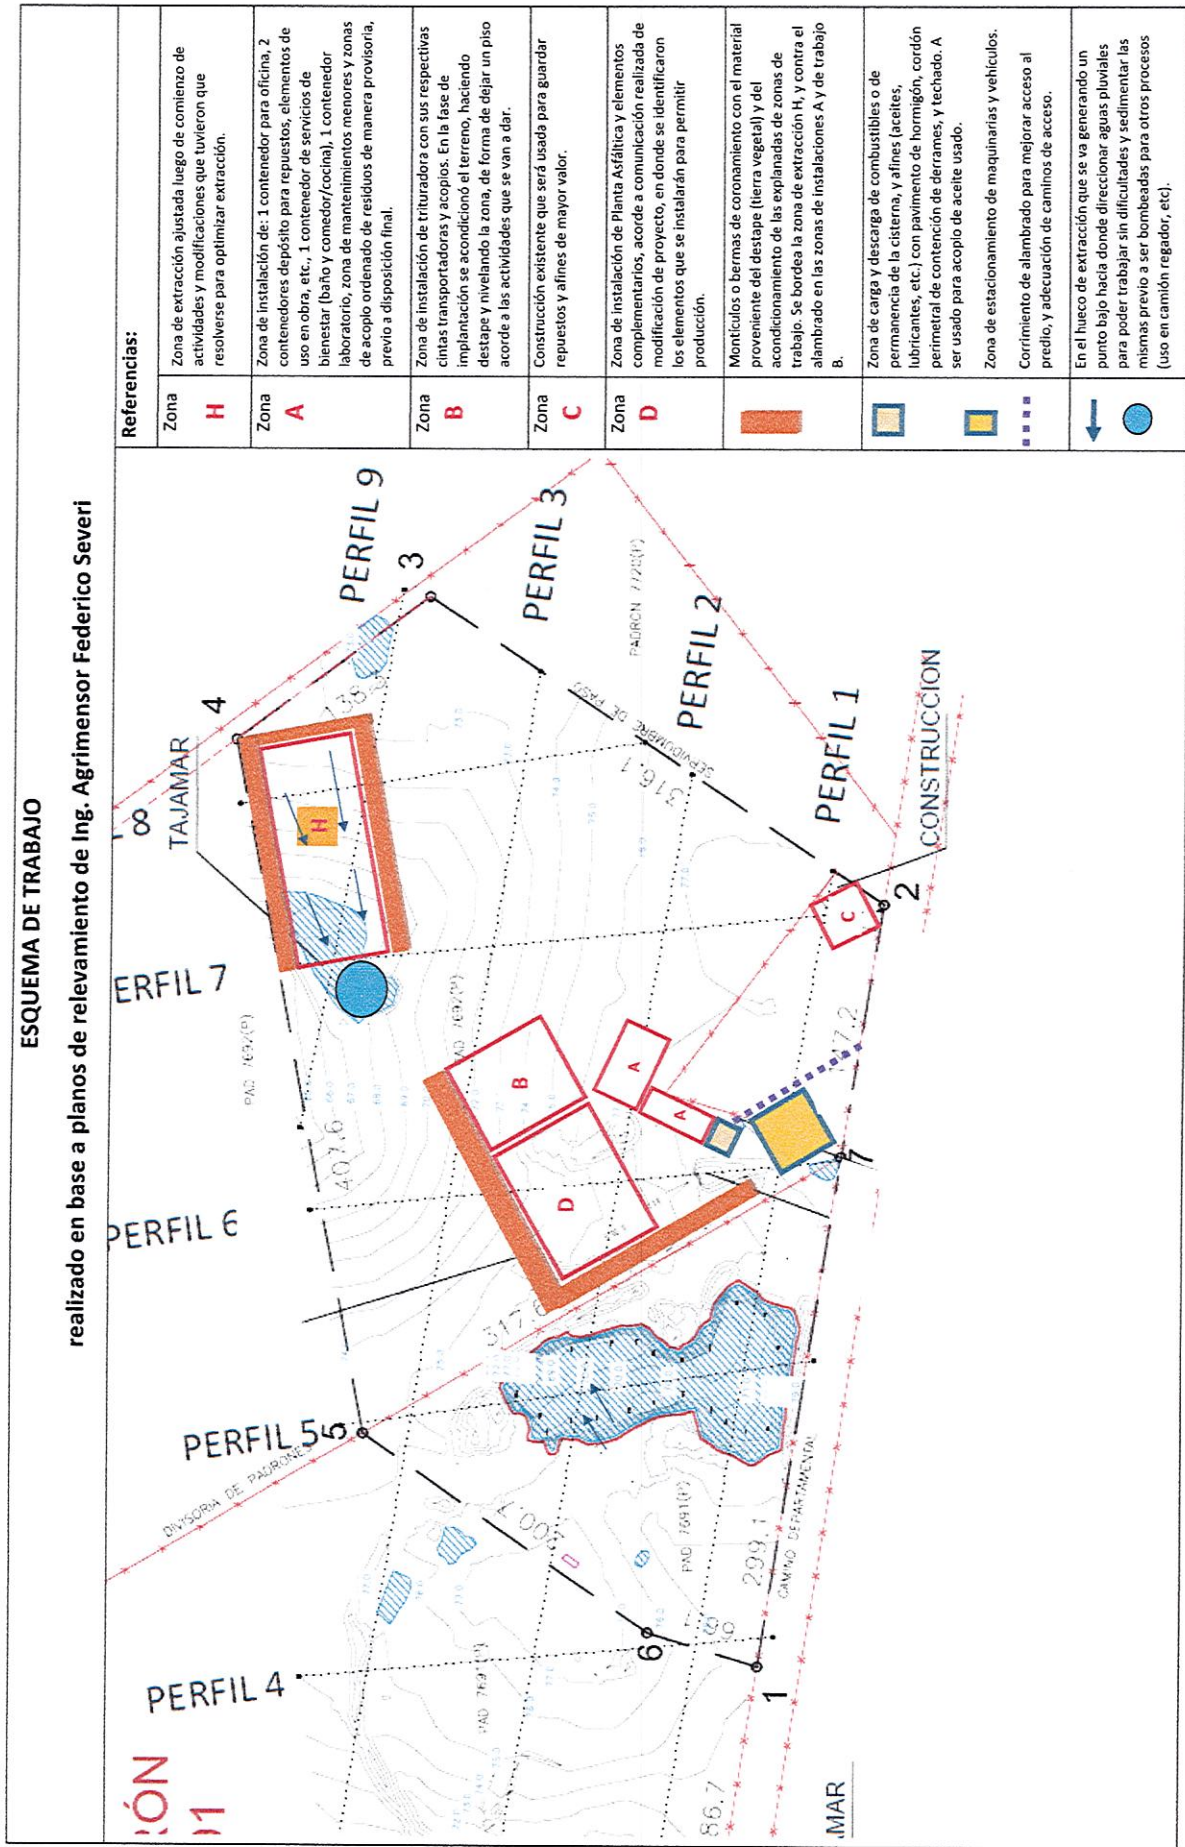 ESQUEMA DE TRABAJO
realizado en base a planos de relevamiento de Ing. Agrimensor Federico Severi
Referencias:
Zona
H
Zona de extracción ajustada luego de comienzo de
actividades y modificaciones que tuvieron que
resolverse para optimizar extracción.
Zona
A
Zona de instalación de: 1 contenedor para oficina, 2
contenedores depósito para repuestos, elementos de
uso en obra, etc., 1 contenedor de servicios de
bienestar (baño y comedor/cocina), 1 contenedor
laboratorio, zona de mantenimientos menores y zonas
de acopio ordenado de residuos de manera provisoria,
previo a disposición final.
Zona
B
Zona de instalación de trituradora con sus respectivas
cintas transportadoras y acopios. En la fase de
implantación se acondicionó el terreno, haciendo
destape y nivelando la zona, de forma de dejar un piso
acorde a las actividades que se van a dar.
Zona
C
Construcción existente que será usada para guardar
repuestos y afines de mayor valor.
Zona
D
Zona de instalación de Planta Asfáltica y elementos
complementarios, acorde a comunicación realizada de
modificación de proyecto, en donde se identificaron
los elementos que se instalarán para permitir
producción.
Montículos o bermas de coronamiento con el material
proveniente del destape (tierra vegetal) y del
acondicionamiento de las explanadas de zonas de
trabajo. Se bordea la zona de extracción H, y contra el
alambrado en las zonas de instalaciones A y de trabajo
B.
Zona de carga y descarga de combustibles o de
permanencia de la cisterna, y afines (aceites,
lubricantes, etc.) con pavimento de hormigón, cordón
perimetral de contención de derrames, y techado. A
ser usado para acopio de aceite usado.
Zona de estacionamiento de maquinarias y vehículos.
Corrimiento de alambrado para mejorar acceso al
predio, y adecuación de caminos de acceso.
En el hueco de extracción que se va generando un
punto bajo hacia donde direccionar aguas pluviales
para poder trabajar sin dificultades y sedimentar las
mismas previo a ser bombeadas para otros procesos
(uso en camión regador, etc).
IÓN
01
PERFIL 4
PERFIL 5
PERFIL 6
ERFIL 7
L 8
PERFIL 9
PERFIL 3
PERFIL 2
PERFIL 1
TAJAMAR
CONSTRUCCION
.MAR
DIVISORIA DE PADRONES
SERVIDUMBRE DE PASO
CAMINO DEPARTAMENTAL
PAD 7692(P)
PAD 7692(P)
PAD 7691(P)
PAD 7691(P)
PADRON 7720(P)
407.6
317.6
200.7
299.1
86.7
316.1
1
2
3
4
5
6
7
H
B
D
A
A
C